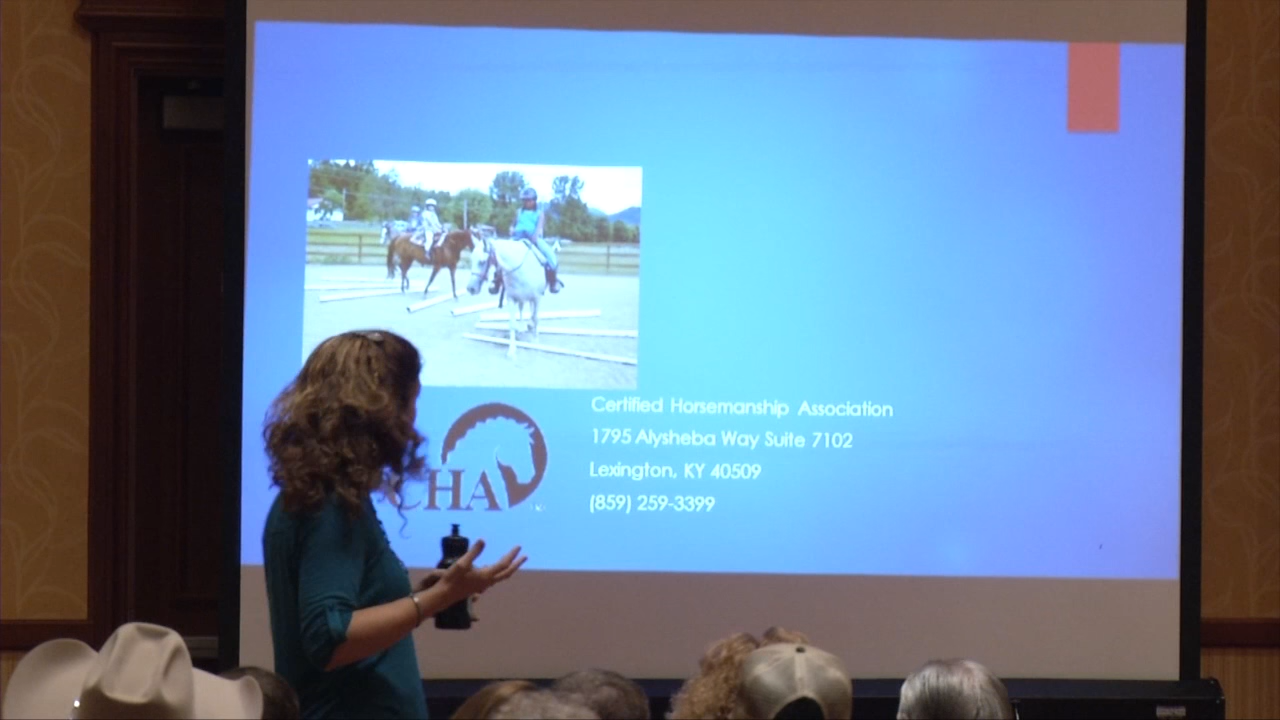 CHA
Certified Horsemanship Association
1795 Alysheba Way Suite 7102
Lexington, KY 40509
(859) 259-3399